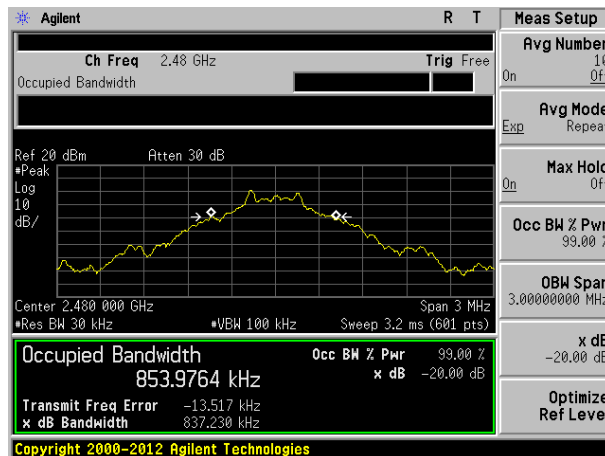 Agilent R T
Meas Setup
Ch Freq 2.48 GHz Trig Free
Occupied Bandwidth
Avg Number
10
On Off
Avg Mode
Exp Repeat
Max Hold
On Off
Occ BW % Pwr
99.00 %
OBW Span
3.00000000 MHz
x dB
-20.00 dB
Optimize
Ref Level
Ref 20 dBm Atten 30 dB
#Peak
Log
10
dB/
Center 2.480 000 GHz Span 3 MHz
#Res BW 30 kHz #VBW 100 kHz Sweep 3.2 ms (601 pts)
Occupied Bandwidth Occ BW % Pwr 99.00 %
853.9764 kHz x dB -20.00 dB
Transmit Freq Error -13.517 kHz
x dB Bandwidth 837.230 kHz
Copyright 2000-2012 Agilent Technologies